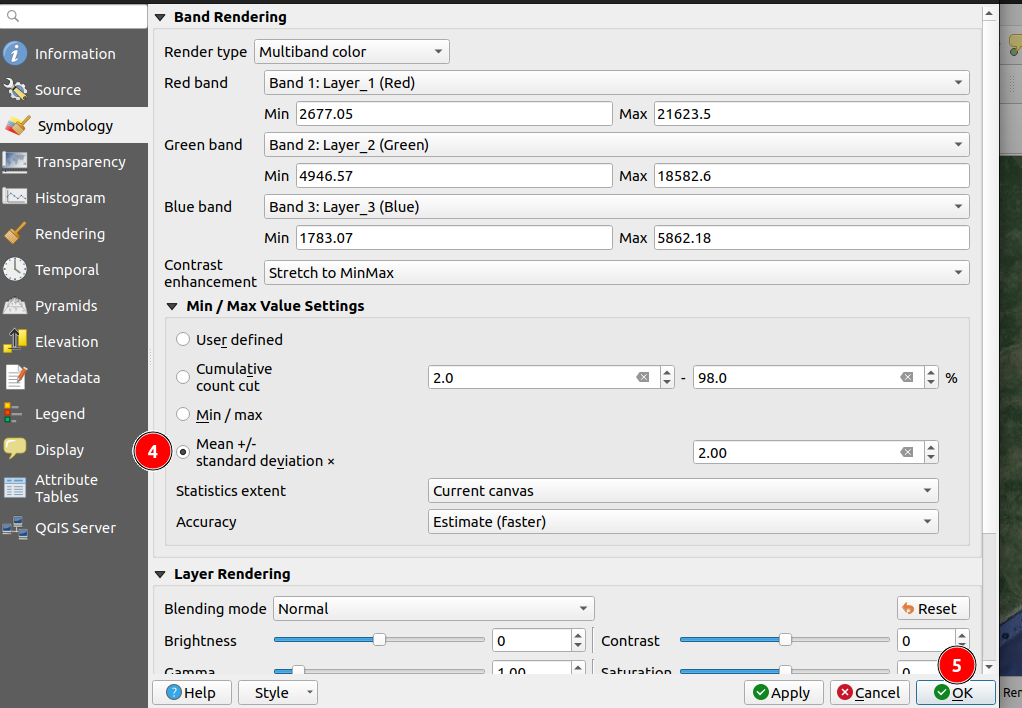 Information
Source
Symbology
Transparency
Histogram
Rendering
Temporal
Pyramids
Elevation
Metadata
Legend
Display
Attribute
Tables
QGIS Server
Band Rendering
Render type Multiband color
Red band Band 1: Layer_1 (Red)
Min 2677.05 Max 21623.5
Green band Band 2: Layer_2 (Green)
Min 4946.57 Max 18582.6
Blue band Band 3: Layer_3 (Blue)
Min 1783.07 Max 5862.18
Contrast
enhancement Stretch to MinMax
Min / Max Value Settings
User defined
Cumulative
count cut 2.0 - 98.0 %
Min / max
4 Mean +/-
standard deviation × 2.00
Statistics extent Current canvas
Accuracy Estimate (faster)
Layer Rendering
Blending mode Normal Reset
Brightness 0 Contrast 0
Gamma 1.00 Saturation 0
5
Help Style Apply Cancel OK
Ren